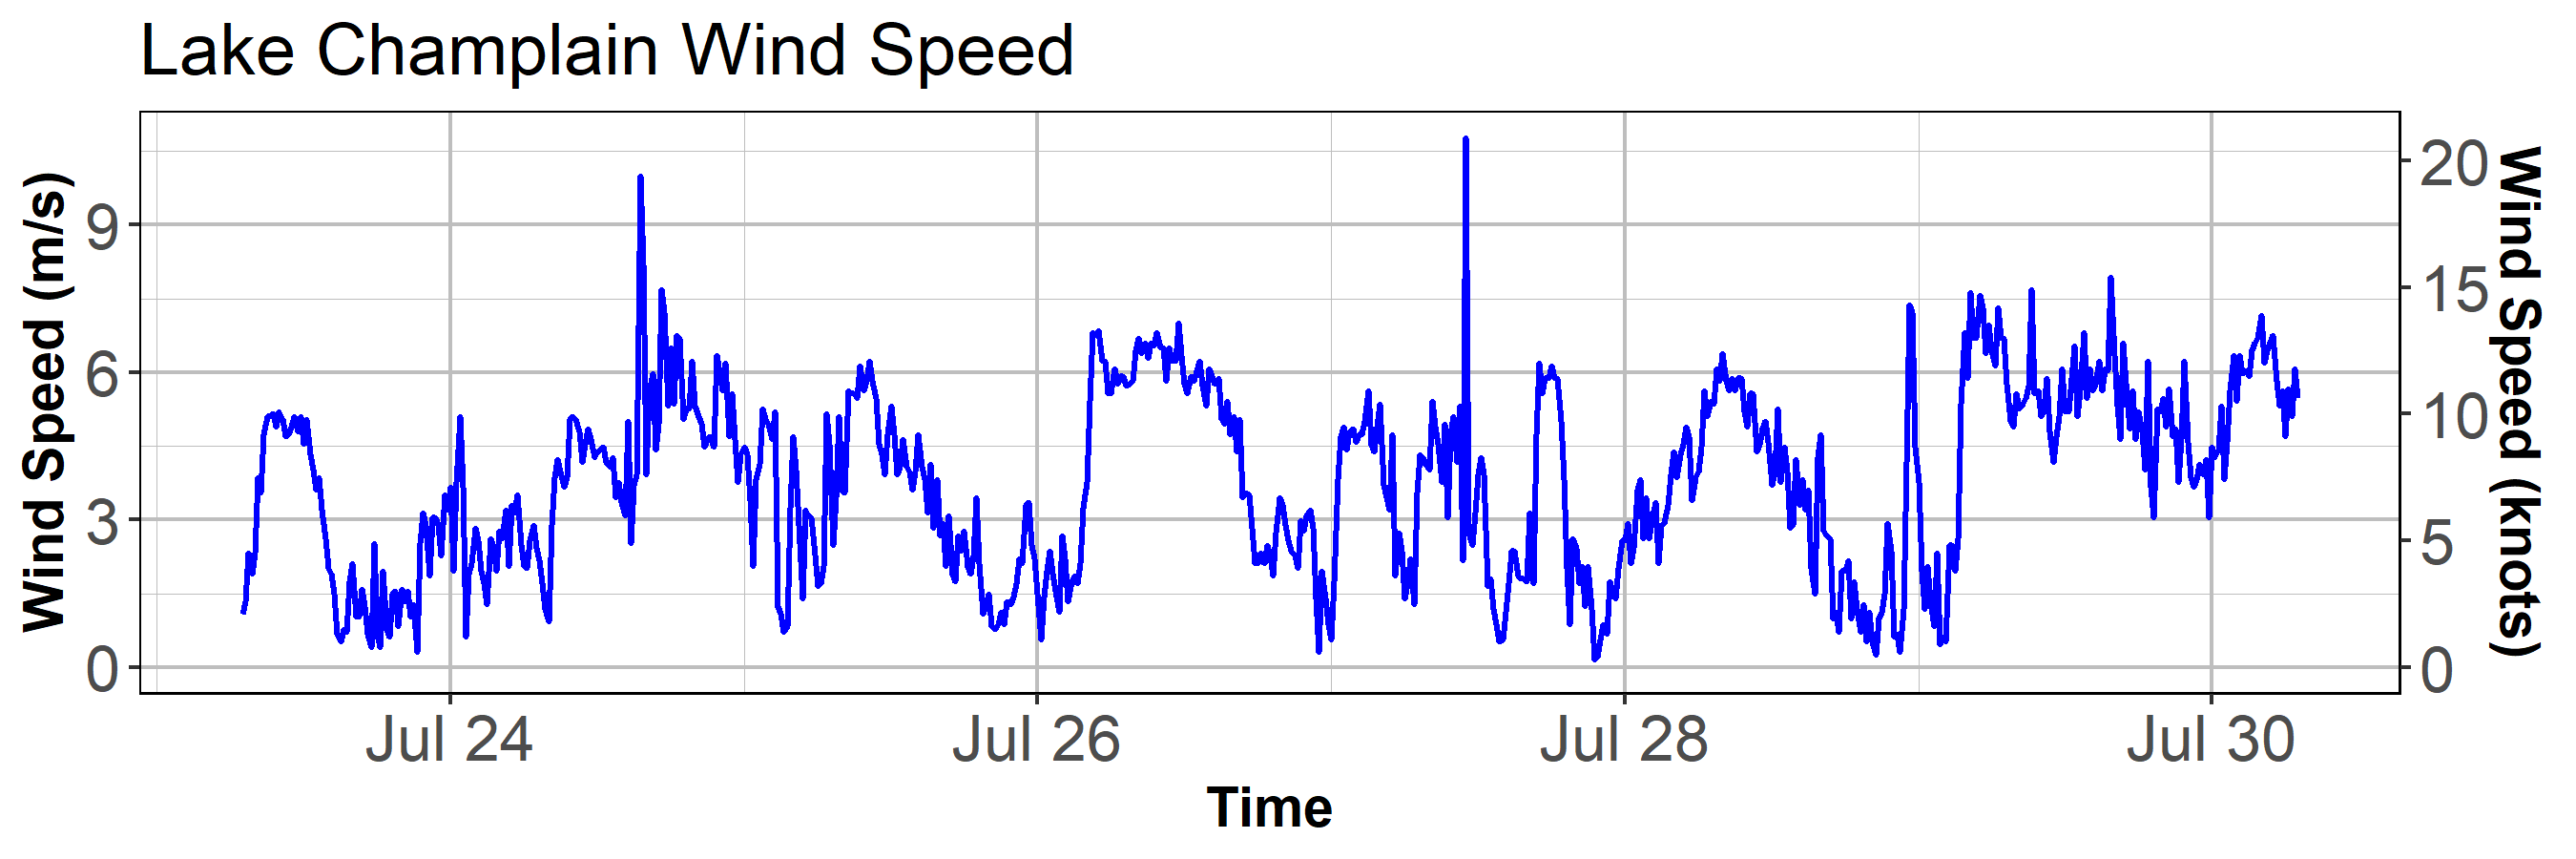 Lake Champlain Wind Speed
Wind Speed (m/s)
9
6
3
0
20
15
10
5
0
Wind Speed (knots)
Jul 24
Jul 26
Jul 28
Jul 30
Time